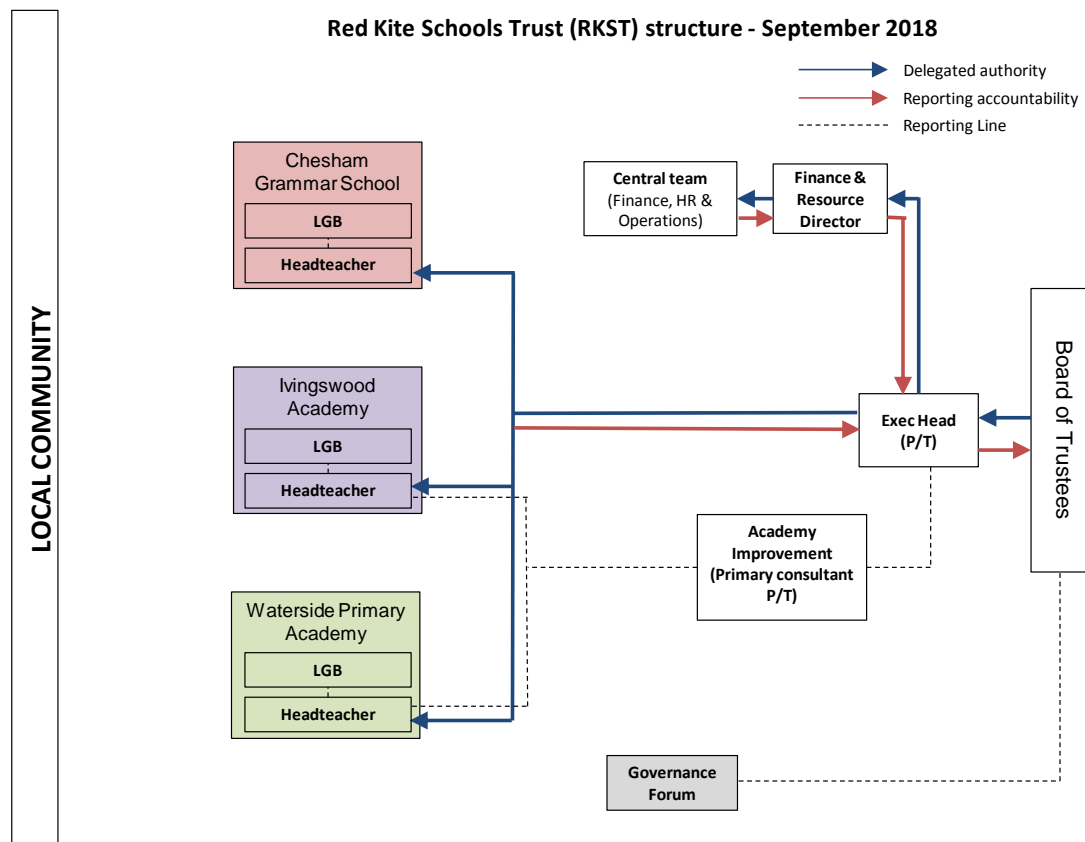 Red Kite Schools Trust (RKST) structure - September 2018
Delegated authority
Reporting accountability
Reporting Line
LOCAL COMMUNITY
Chesham
Grammar School
LGB
Headteacher
Central team
(Finance, HR &
Operations)
Finance &
Resource
Director
Ivingswood
Academy
LGB
Headteacher
Exec Head
(P/T)
Board of Trustees
Academy
Improvement
(Primary consultant
P/T)
Waterside Primary
Academy
LGB
Headteacher
Governance
Forum